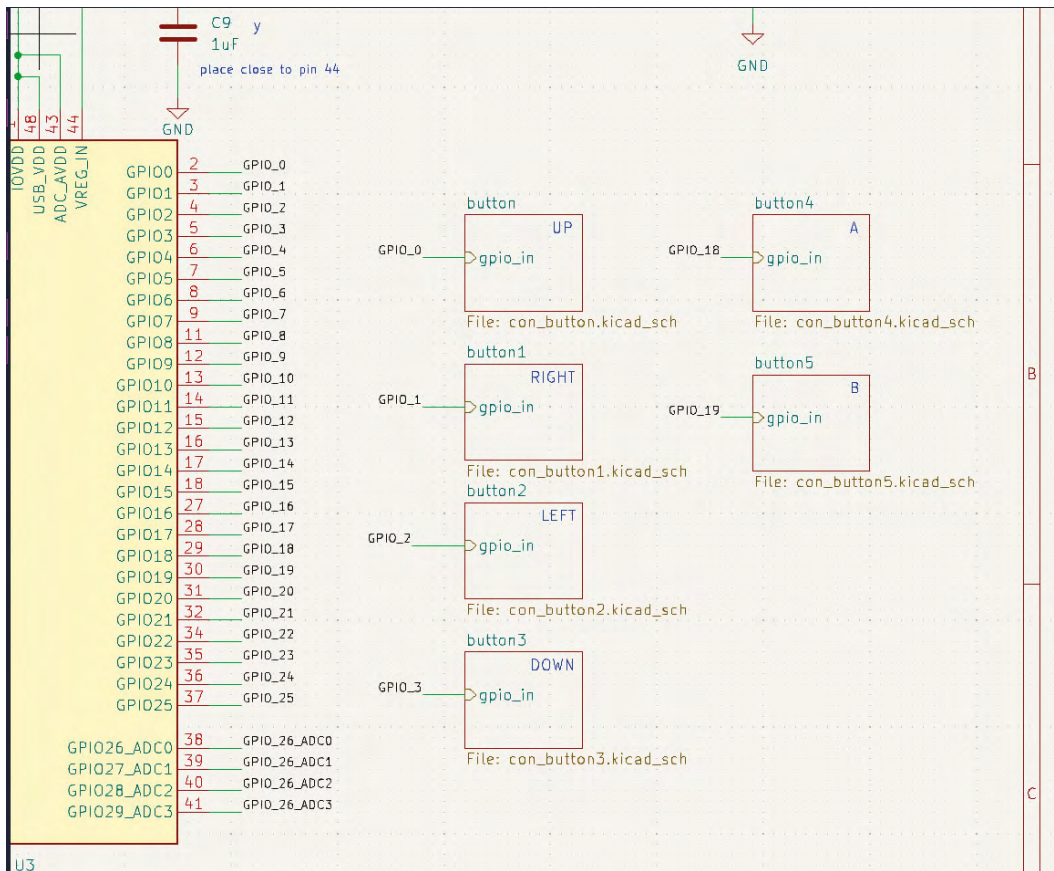 C9 y
1uF
place close to pin 44
GND
GND
48
43
44
IOVDD
USB_VDD
ADC_AVDD
VREG_IN
GPIO0 2 GPIO_0
GPIO1 3 GPIO_1
GPIO2 4 GPIO_2
GPIO3 5 GPIO_3
GPIO4 6 GPIO_4
GPIO5 7 GPIO_5
GPIO6 8 GPIO_6
GPIO7 9 GPIO_7
GPIO8 11 GPIO_8
GPIO9 12 GPIO_9
GPIO10 13 GPIO_10
GPIO11 14 GPIO_11
GPIO12 15 GPIO_12
GPIO13 16 GPIO_13
GPIO14 17 GPIO_14
GPIO15 18 GPIO_15
GPIO16 27 GPIO_16
GPIO17 28 GPIO_17
GPIO18 29 GPIO_18
GPIO19 30 GPIO_19
GPIO20 31 GPIO_20
GPIO21 32 GPIO_21
GPIO22 34 GPIO_22
GPIO23 35 GPIO_23
GPIO24 36 GPIO_24
GPIO25 37 GPIO_25
GPIO26_ADC0 38 GPIO_26_ADC0
GPIO27_ADC1 39 GPIO_26_ADC1
GPIO28_ADC2 40 GPIO_26_ADC2
GPIO29_ADC3 41 GPIO_26_ADC3
U3
button
UP
GPIO_0 gpio_in
File: con_button.kicad_sch
button1
RIGHT
GPIO_1 gpio_in
File: con_button1.kicad_sch
button2
LEFT
GPIO_2 gpio_in
File: con_button2.kicad_sch
button3
DOWN
GPIO_3 gpio_in
File: con_button3.kicad_sch
button4
A
GPIO_18 gpio_in
File: con_button4.kicad_sch
button5
B
GPIO_19 gpio_in
File: con_button5.kicad_sch
B
C